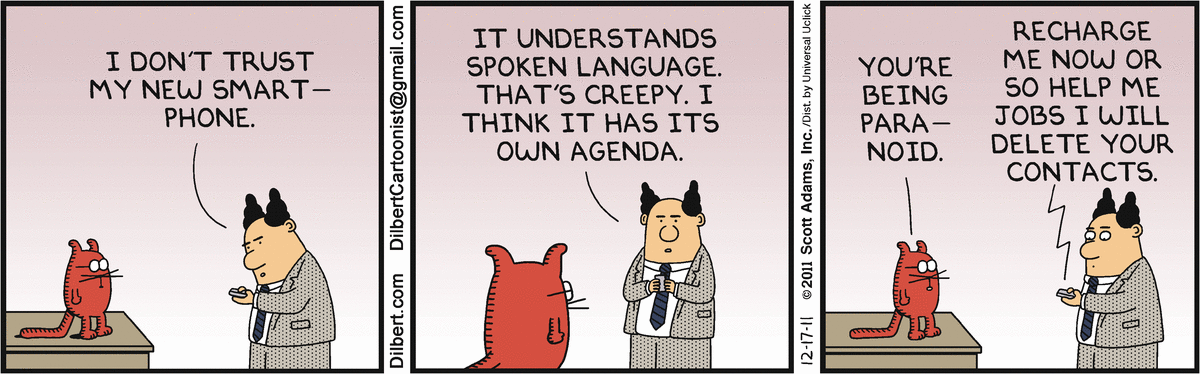 I DON'T TRUST
MY NEW SMART–
PHONE.
Dilbert.com DilbertCartoonist@gmail.com
IT UNDERSTANDS
SPOKEN LANGUAGE.
THAT'S CREEPY. I
THINK IT HAS ITS
OWN AGENDA.
12-17-11 ©2011 Scott Adams, Inc. /Dist. by Universal Uclick
YOU'RE
BEING
PARA–
NOID.
RECHARGE
ME NOW OR
SO HELP ME
JOBS I WILL
DELETE YOUR
CONTACTS.